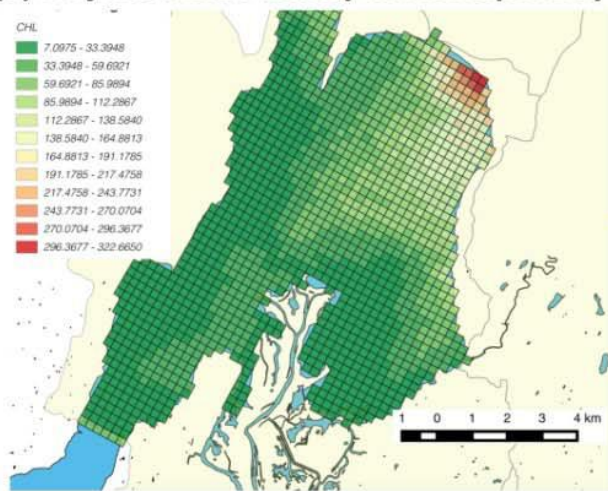 CHL
7.0975 - 33.3948
33.3948 - 59.6921
59.6921 - 85.9894
85.9894 - 112.2867
112.2867 - 138.5840
138.5840 - 164.8813
164.8813 - 191.1785
191.1785 - 217.4758
217.4758 - 243.7731
243.7731 - 270.0704
270.0704 - 296.3677
296.3677 - 322.6650
1 0 1 2 3 4 km